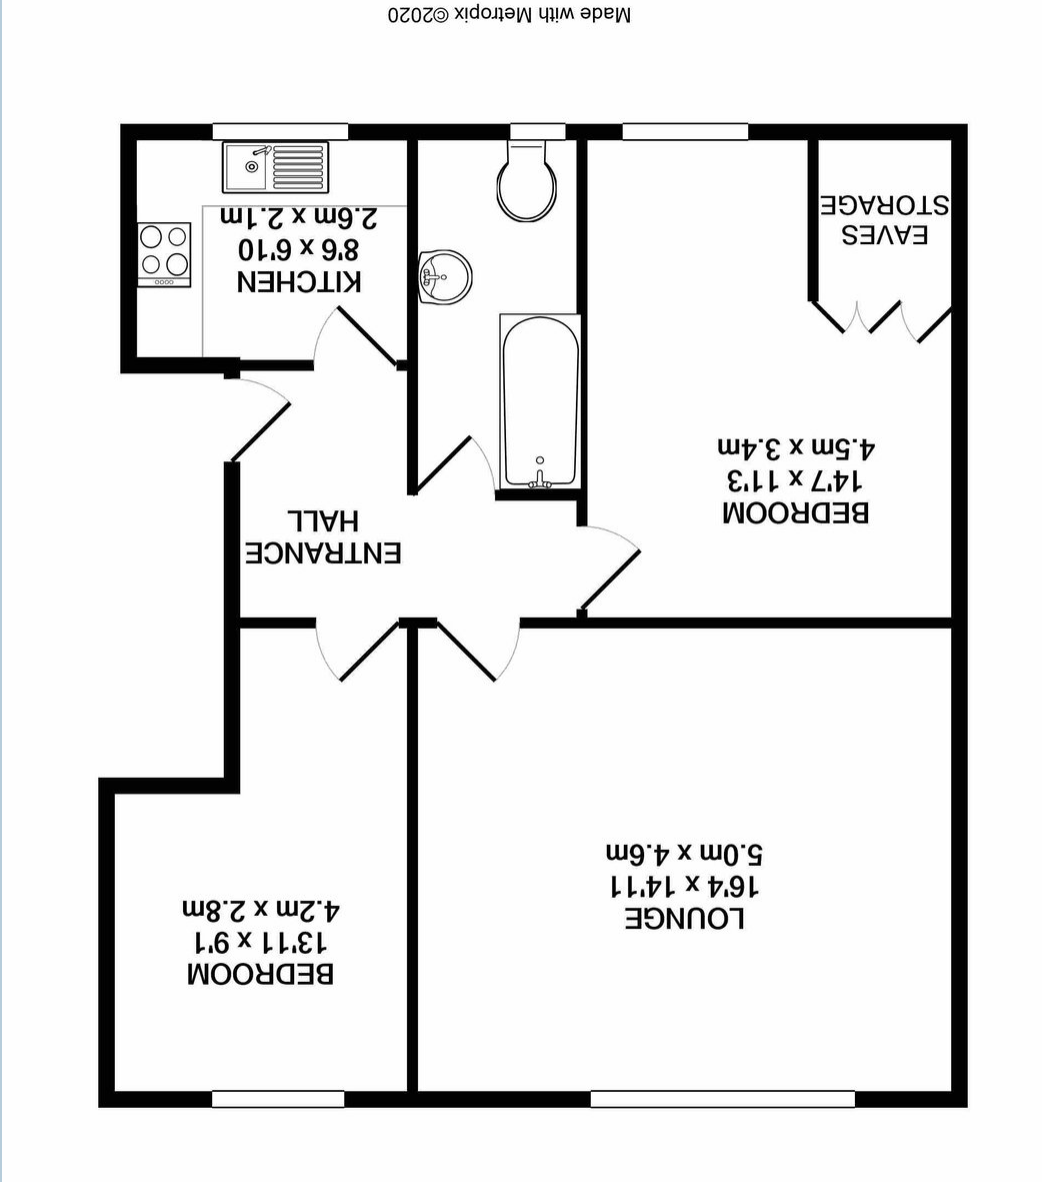 LOUNGE
16'4 x 14'11
5.0m x 4.6m
BEDROOM
13'11 x 9'1
4.2m x 2.8m
BEDROOM
14'7 x 11'3
4.5m x 3.4m
ENTRANCE
HALL
EAVES
STORAGE
KITCHEN
8'6 x 6'10
2.6m x 2.1m
Made with Metropix ©2020